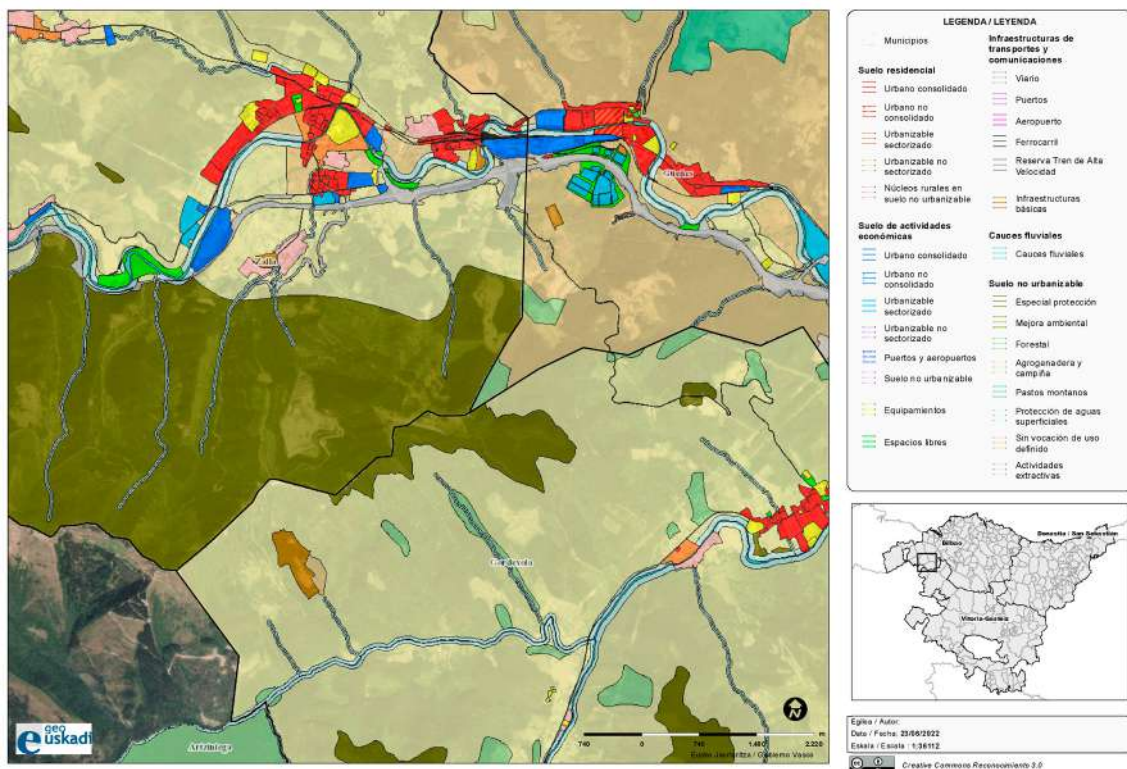 Zalla
Güeñes
Gordexola
Artziniega
geo
euskadi
N
740 0 740 1.480 2.220
Eusko Jaurlaritza / Gobierno Vasco
LEGENDA / LEYENDA
Municipios
Suelo residencial
Urbano consolidado
Urbano no
consolidado
Urbanizable
sectorizado
Urbanizable no
sectorizado
Núcleos rurales en
suelo no urbanizable
Suelo de actividades
económicas
Urbano consolidado
Urbano no
consolidado
Urbanizable
sectorizado
Urbanizable no
sectorizado
Puertos y aeropuertos
Suelo no urbanizable
Equipamientos
Espacios libres
Infraestructuras de
transportes y
comunicaciones
Viario
Puertos
Aeropuerto
Ferrocarril
Reserva Tren de Alta
Velocidad
Infraestructuras
básicas
Cauces fluviales
Cauces fluviales
Suelo no urbanizable
Especial protección
Mejora ambiental
Forestal
Agroganadera y
campiña
Pastos montanos
Protección de aguas
superficiales
Sin vocación de uso
definido
Actividades
extractivas
Bilbao
Donostia / San Sebastián
Vitoria-Gasteiz
Egilea / Autor:
Data / Fecha: 23/06/2022
Eskala / Escala : 1:36112
Creative Commons Reconocimiento 3.0